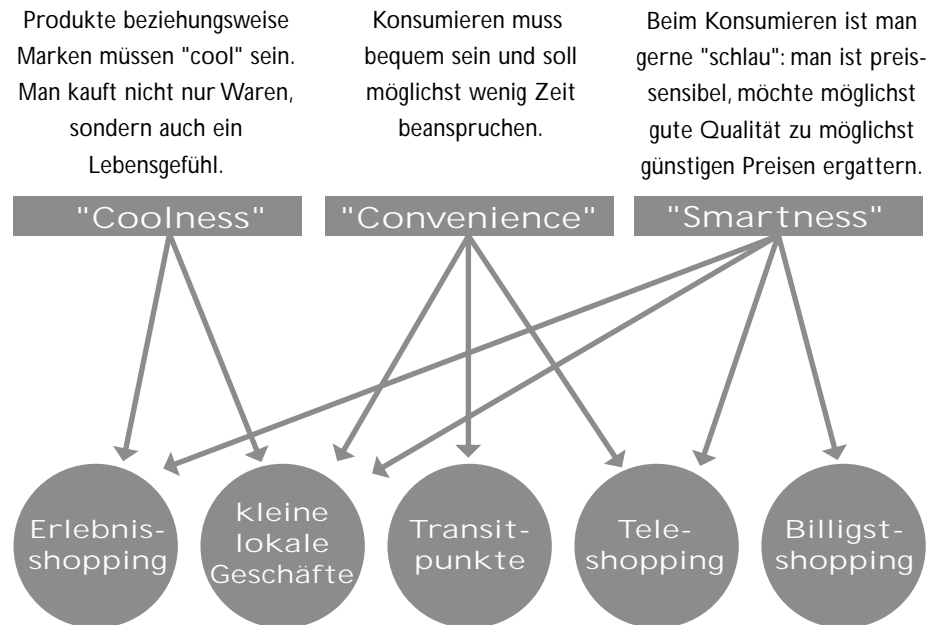 Produkte beziehungsweise
Marken müssen "cool" sein.
Man kauft nicht nur Waren,
sondern auch ein
Lebensgefühl.
Konsumieren muss
bequem sein und soll
möglichst wenig Zeit
beanspruchen.
Beim Konsumieren ist man
gerne "schlau": man ist preis-
sensibel, möchte möglichst
gute Qualität zu möglichst
günstigen Preisen ergattern.
"Coolness"
"Convenience"
"Smartness"
Erlebnis-
shopping
kleine
lokale
Geschäfte
Transit-
punkte
Tele-
shopping
Billigst-
shopping